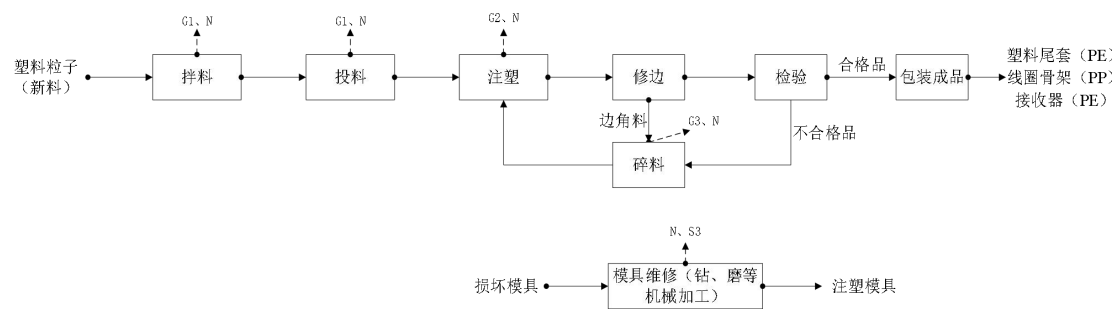 G1、N
G1、N
G2、N
塑料粒子
（新料）
拌料
投料
注塑
修边
检验
合格品
包装成品
塑料尾套（PE）
线圈骨架（PP）
接收器（PE）
边角料
G3、N
不合格品
碎料
N、S3
损坏模具
模具维修（钻、磨等
机械加工）
注塑模具